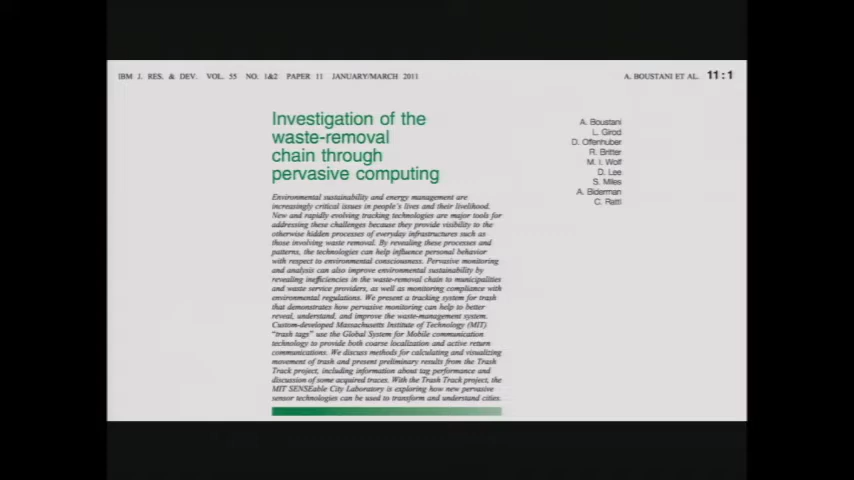 IBM J. RES. & DEV. VOL. 55 NO. 1&2 PAPER 11 JANUARY/MARCH 2011
A. BOUSTANI ET AL. 11 : 1
Investigation of the
waste-removal
chain through
pervasive computing
A. Boustani
L. Girod
D. Offenhuber
R. Britter
M. I. Wolf
D. Lee
S. Miles
A. Biderman
C. Ratti
Environmental sustainability and energy management are
increasingly critical issues in people's lives and their livelihood.
New and rapidly evolving tracking technologies are major tools for
addressing these challenges because they provide visibility to the
otherwise hidden processes of everyday infrastructures such as
those involving waste removal. By revealing these processes and
patterns, the technologies can help influence personal behavior
with respect to environmental consciousness. Pervasive monitoring
and analysis can also improve environmental sustainability by
revealing inefficiencies in the waste-removal chain to municipalities
and waste service providers, as well as monitoring compliance with
environmental regulations. We present a tracking system for trash
that demonstrates how pervasive monitoring can help to better
reveal, understand, and improve the waste-management system.
Custom-developed Massachusetts Institute of Technology (MIT)
"trash tags" use the Global System for Mobile communication
technology to provide both coarse localization and active return
communications. We discuss methods for calculating and visualizing
movement of trash and present preliminary results from the Trash
Track project, including information about tag performance and
discussion of some acquired traces. With the Trash Track project, the
MIT SENSEable City Laboratory is exploring how new pervasive
sensor technologies can be used to transform and understand cities.